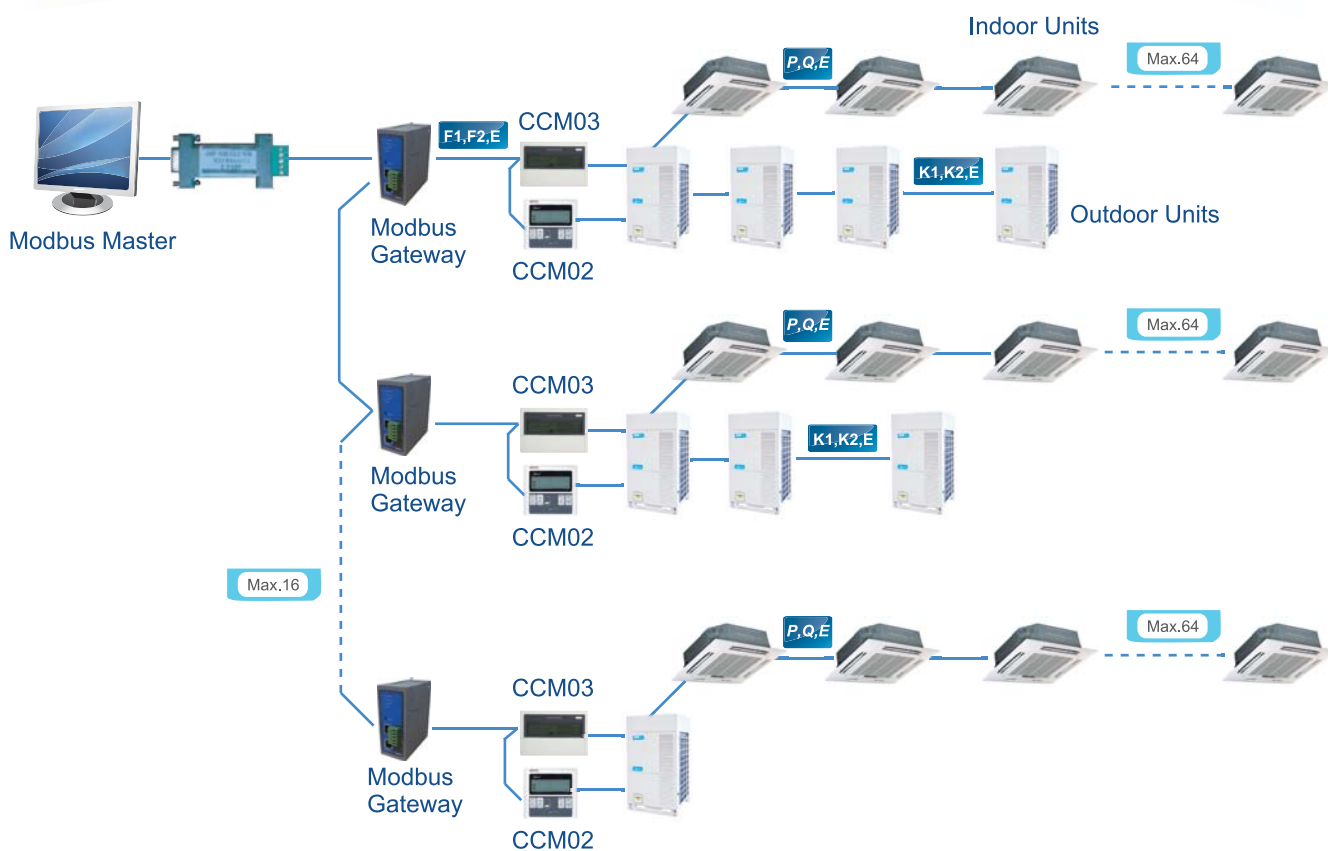 Indoor Units
P,Q,E
Max.64
CCM03
F1,F2,E
K1,K2,E
Modbus Master
Modbus
Gateway
CCM02
Outdoor Units
P,Q,E
Max.64
CCM03
K1,K2,E
Modbus
Gateway
CCM02
Max.16
P,Q,E
Max.64
CCM03
Modbus
Gateway
CCM02